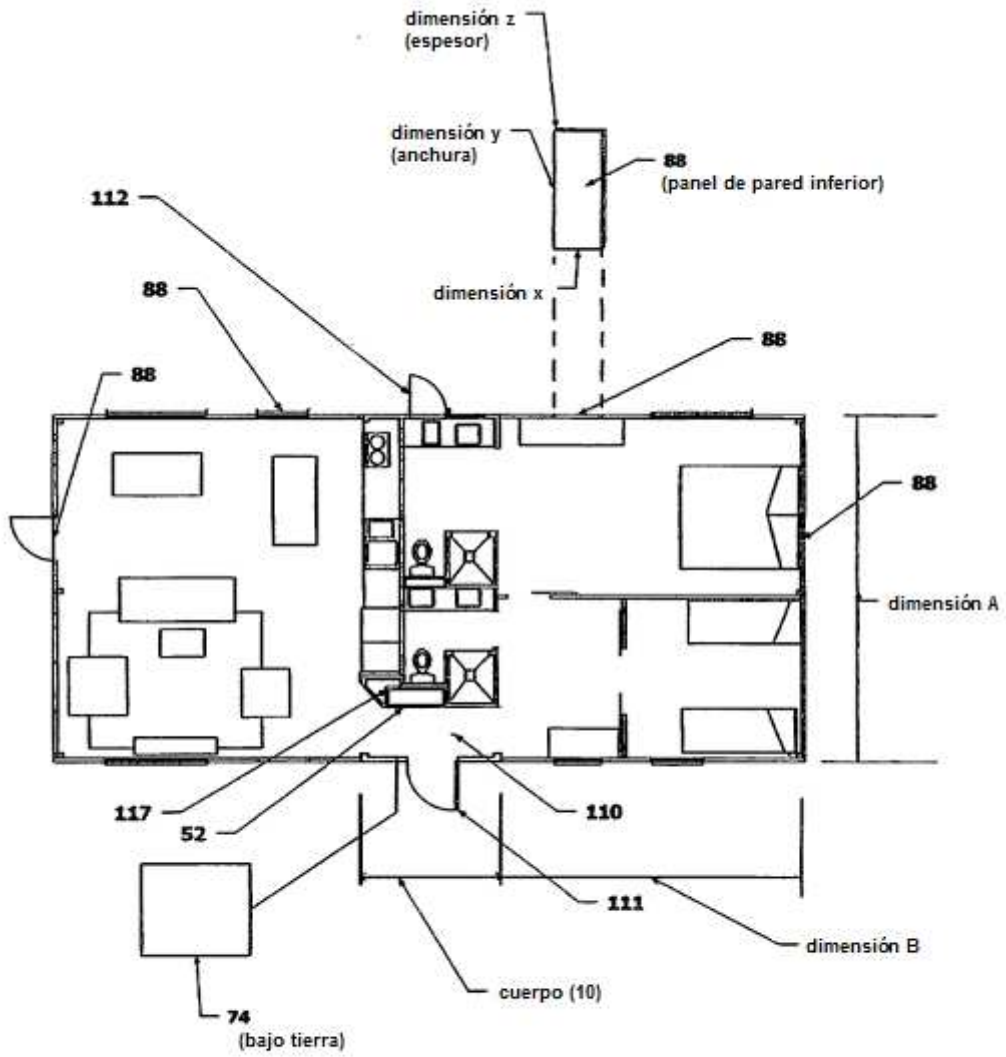 dimensión z
(espesor)
dimensión y
(anchura)
88
(panel de pared inferior)
112
dimensión x
88
88
88
88
dimensión A
117
52
110
111
dimensión B
cuerpo (10)
74
(bajo tierra)